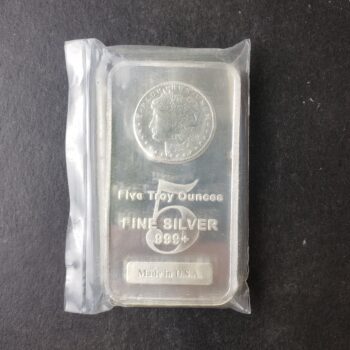 5
Five Troy Ounces
FINE SILVER
999+
Made in U.S.A.